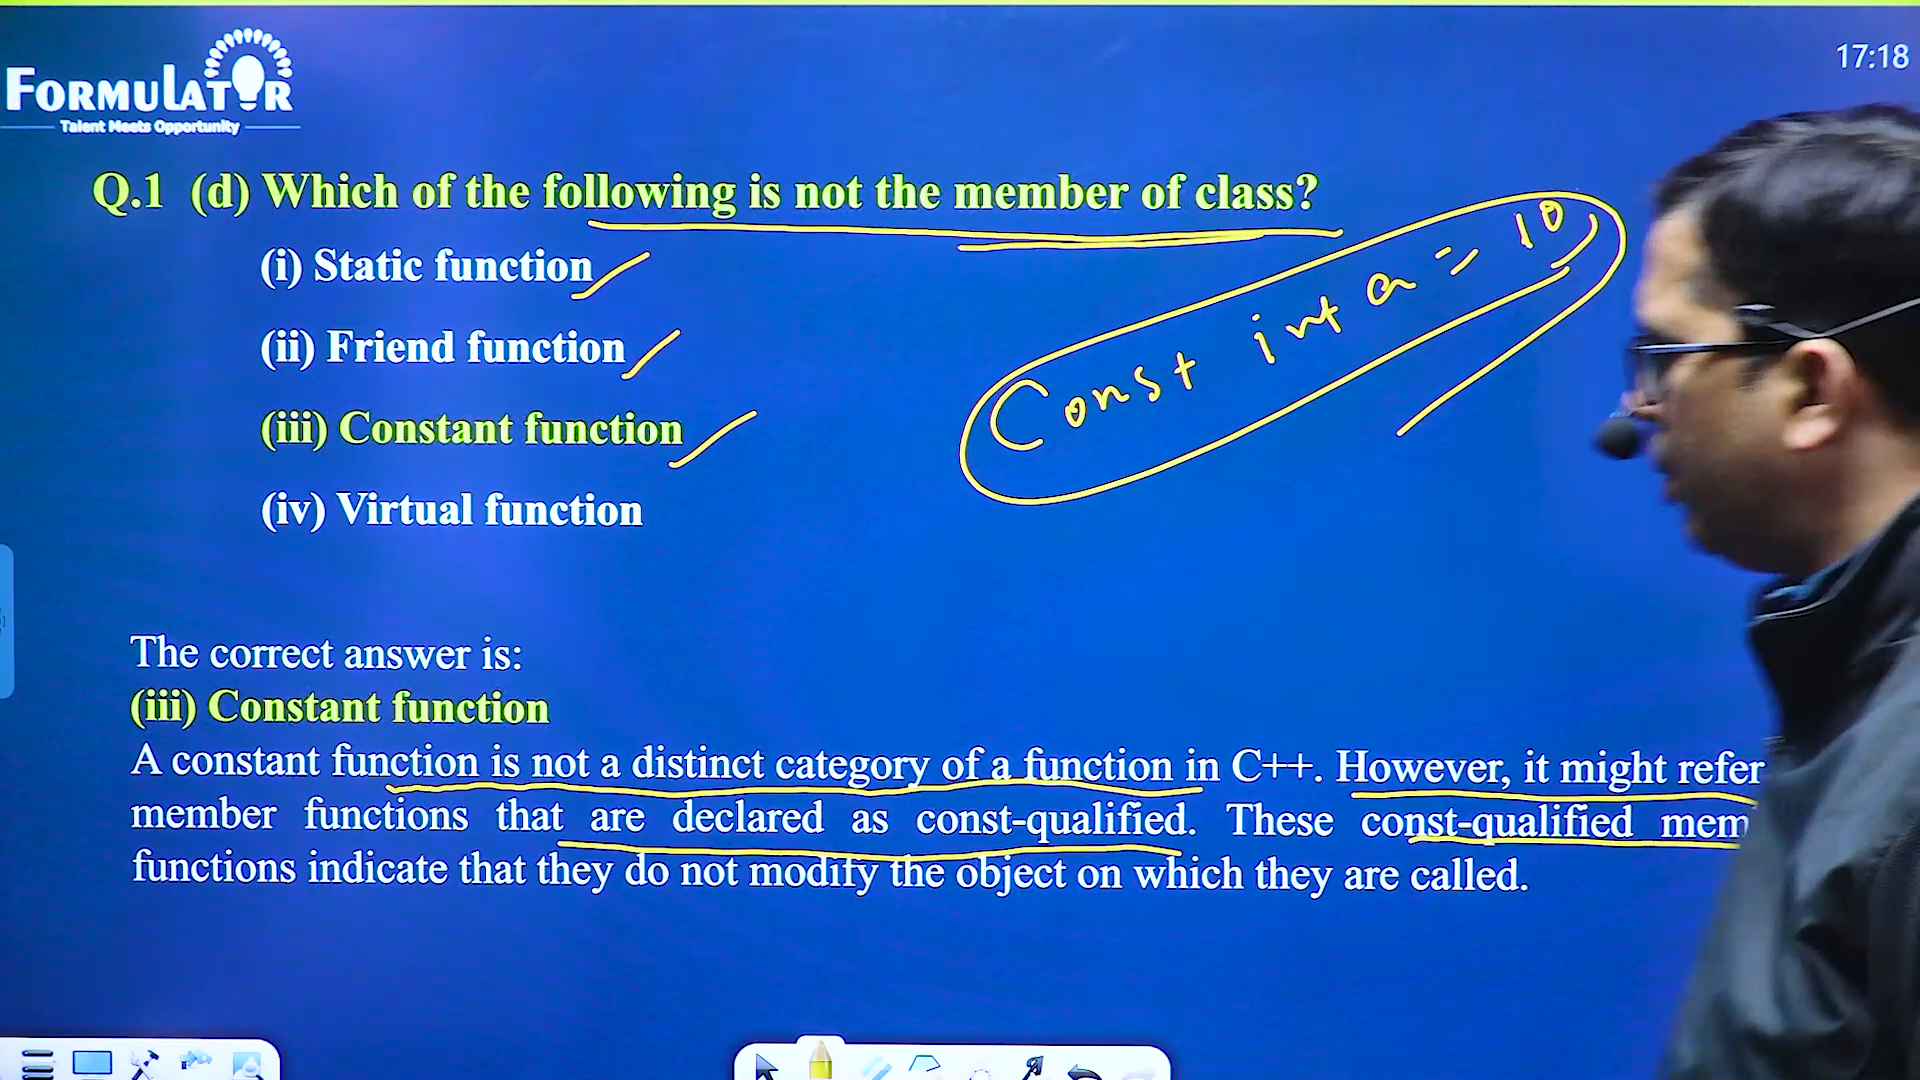 17:18
FORMULATOR
Talent Meets Opportunity
Q.1 (d) Which of the following is not the member of class?
(i) Static function
(ii) Friend function
(iii) Constant function
(iv) Virtual function
Const int a = 10
The correct answer is:
(iii) Constant function
A constant function is not a distinct category of a function in C++. However, it might refer
member functions that are declared as const-qualified. These const-qualified mem
functions indicate that they do not modify the object on which they are called.